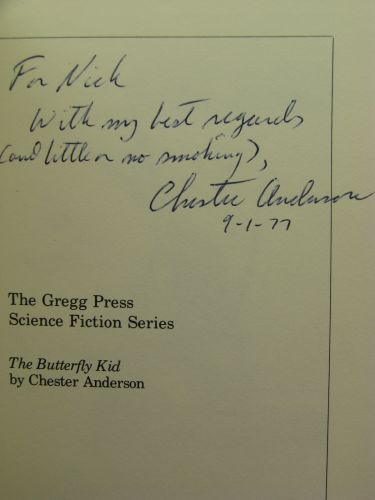 For Nick
With my best regards
(and little or no smoking),
Chester Anderson
9-1-77
The Gregg Press
Science Fiction Series
The Butterfly Kid
by Chester Anderson